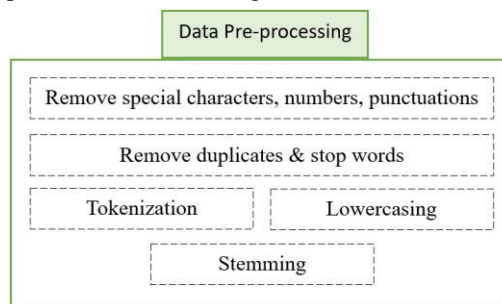 Data Pre-processing
Remove special characters, numbers, punctuations
Remove duplicates & stop words
Tokenization
Lowercasing
Stemming